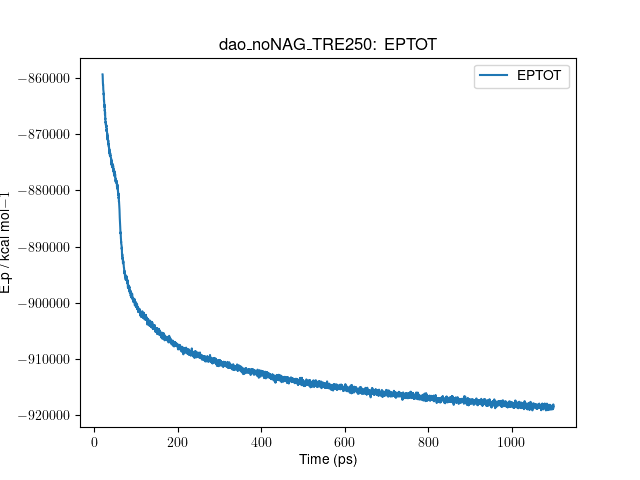 dao_noNAG_TRE250: EPTOT
EPTOT
−860000
−870000
−880000
−890000
−900000
−910000
−920000
E_p / kcal mol−1
0 200 400 600 800 1000
Time (ps)